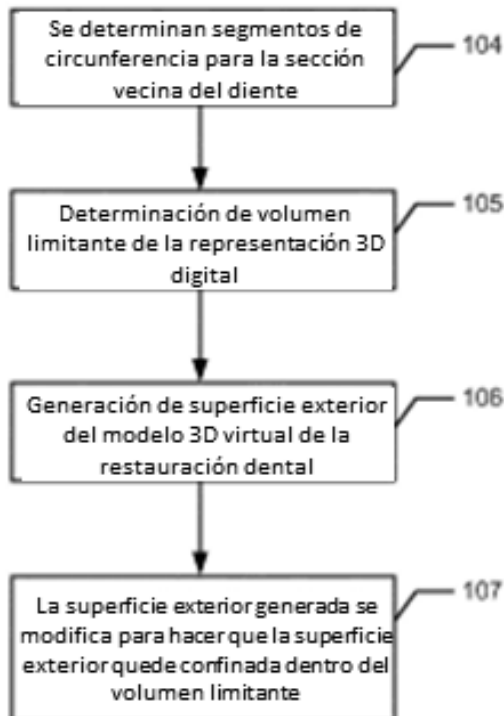 Se determinan segmentos de
circunferencia para la sección
vecina del diente
104
Determinación de volumen
limitante de la representación 3D
digital
105
Generación de superficie exterior
del modelo 3D virtual de la
restauración dental
106
La superficie exterior generada se
modifica para hacer que la superficie
exterior quede confinada dentro del
volumen limitante
107